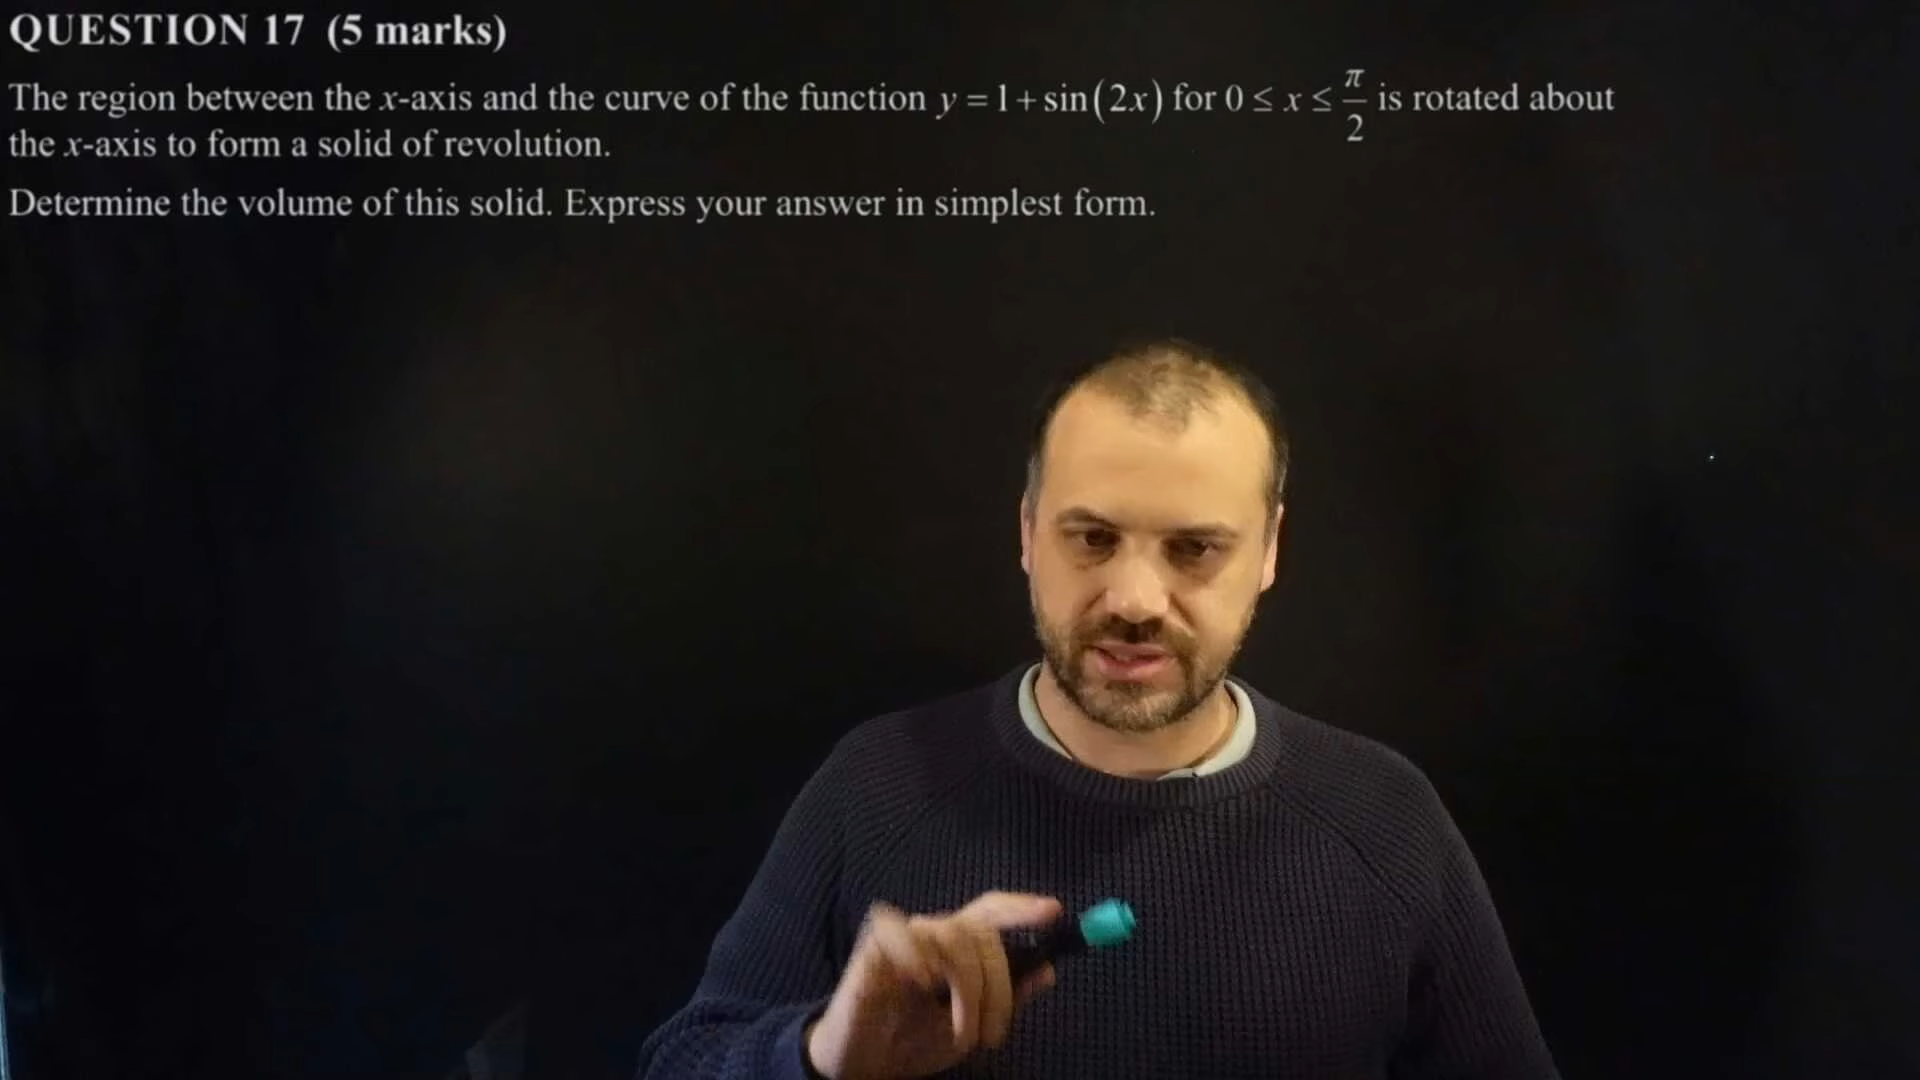 QUESTION 17 (5 marks)
The region between the x-axis and the curve of the function y = 1 + sin(2x) for 0 ≤ x ≤ π/2 is rotated about
the x-axis to form a solid of revolution.
Determine the volume of this solid. Express your answer in simplest form.